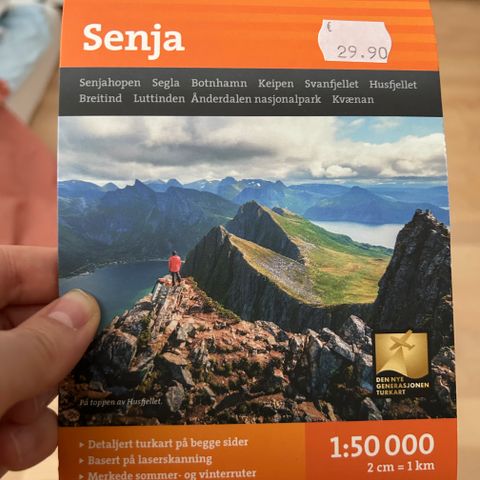 Senja
€
29.90
Senjahopen Segla Botnhamn Keipen Svanfjellet Husfjellet
Breitind Luttinden Ånderdalen nasjonalpark Kvænan
På toppen av Husfjellet.
DEN NYE
GENERASJONEN
TURKART
▸ Detaljert turkart på begge sider
▸ Basert på laserskanning
▸ Merkede sommer- og vinterruter
1:50 000
2 cm = 1 km